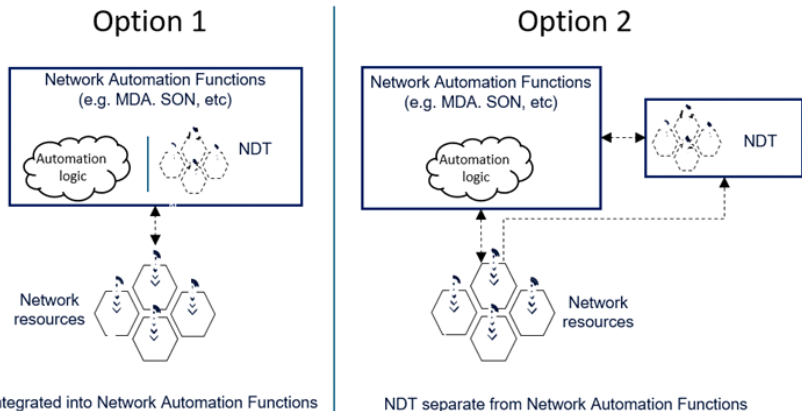 Option 1
Network Automation Functions
(e.g. MDA. SON, etc)
Automation
logic
NDT
Network
resources
ntegrated into Network Automation Functions
Option 2
Network Automation Functions
(e.g. MDA. SON, etc)
Automation
logic
NDT
Network
resources
NDT separate from Network Automation Functions